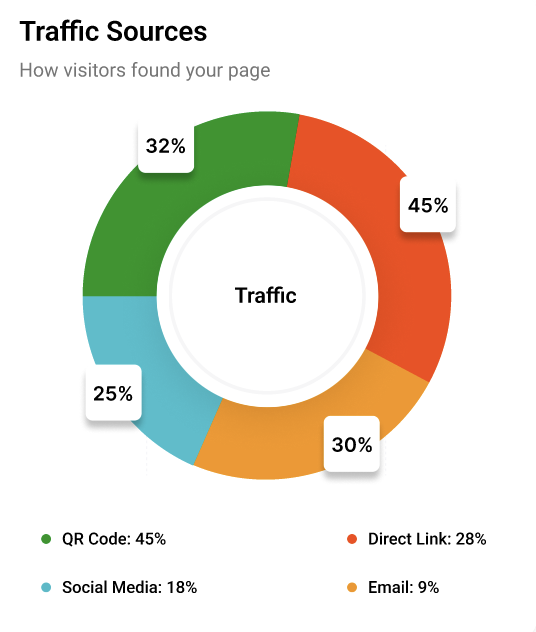 Traffic Sources
How visitors found your page
32%
45%
Traffic
25%
30%
QR Code: 45%
Direct Link: 28%
Social Media: 18%
Email: 9%